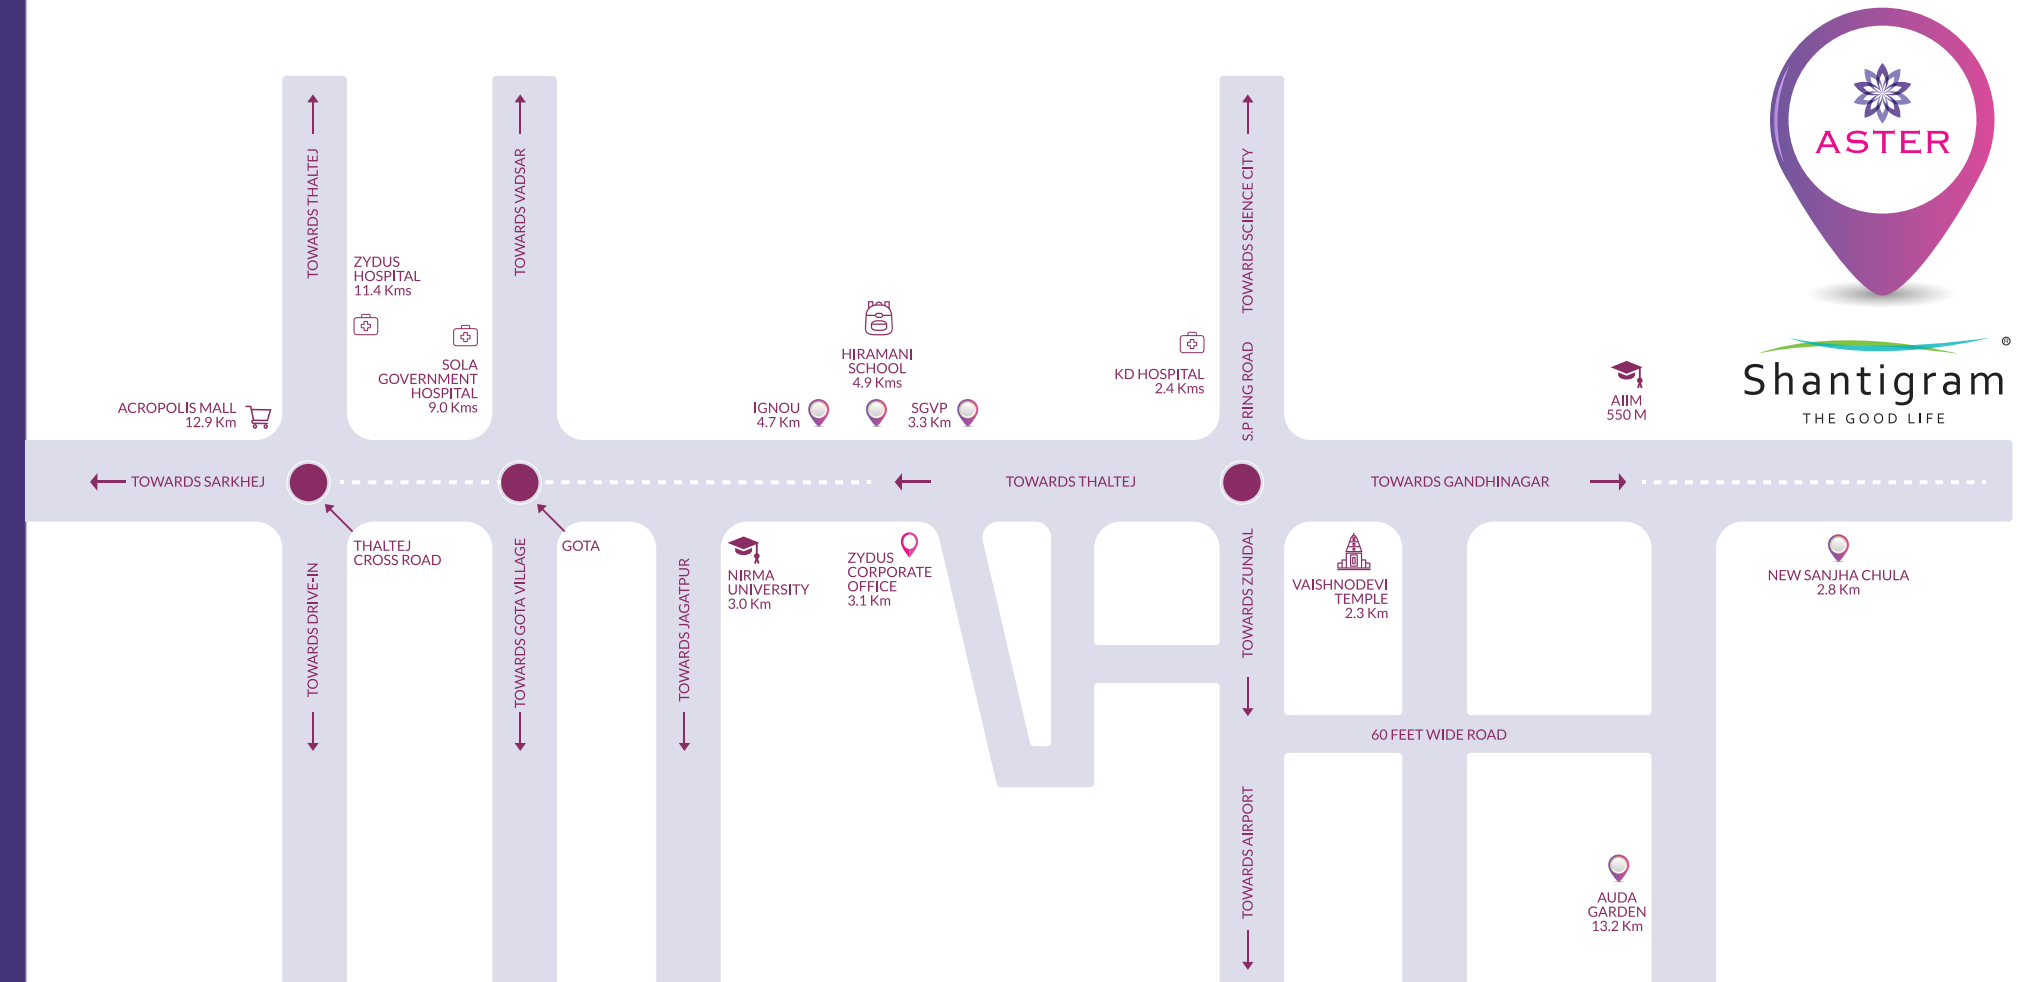 ASTER
Shantigram
®
THE GOOD LIFE
TOWARDS THALTEJ
TOWARDS VADSAR
TOWARDS SCIENCE CITY
S.P RING ROAD
ZYDUS
HOSPITAL
11.4 Kms
SOLA
GOVERNMENT
HOSPITAL
9.0 Kms
HIRAMANI
SCHOOL
4.9 Kms
KD HOSPITAL
2.4 Kms
AIIM
550 M
ACROPOLIS MALL
12.9 Km
IGNOU
4.7 Km
SGVP
3.3 Km
TOWARDS SARKHEJ
TOWARDS THALTEJ
TOWARDS GANDHINAGAR
THALTEJ
CROSS ROAD
GOTA
NIRMA
UNIVERSITY
3.0 Km
ZYDUS
CORPORATE
OFFICE
3.1 Km
VAISHNODEVI
TEMPLE
2.3 Km
NEW SANJHA CHULA
2.8 Km
TOWARDS DRIVE-IN
TOWARDS GOTA VILLAGE
TOWARDS JAGATPUR
TOWARDS ZUNDAL
60 FEET WIDE ROAD
TOWARDS AIRPORT
AUDA
GARDEN
13.2 Km